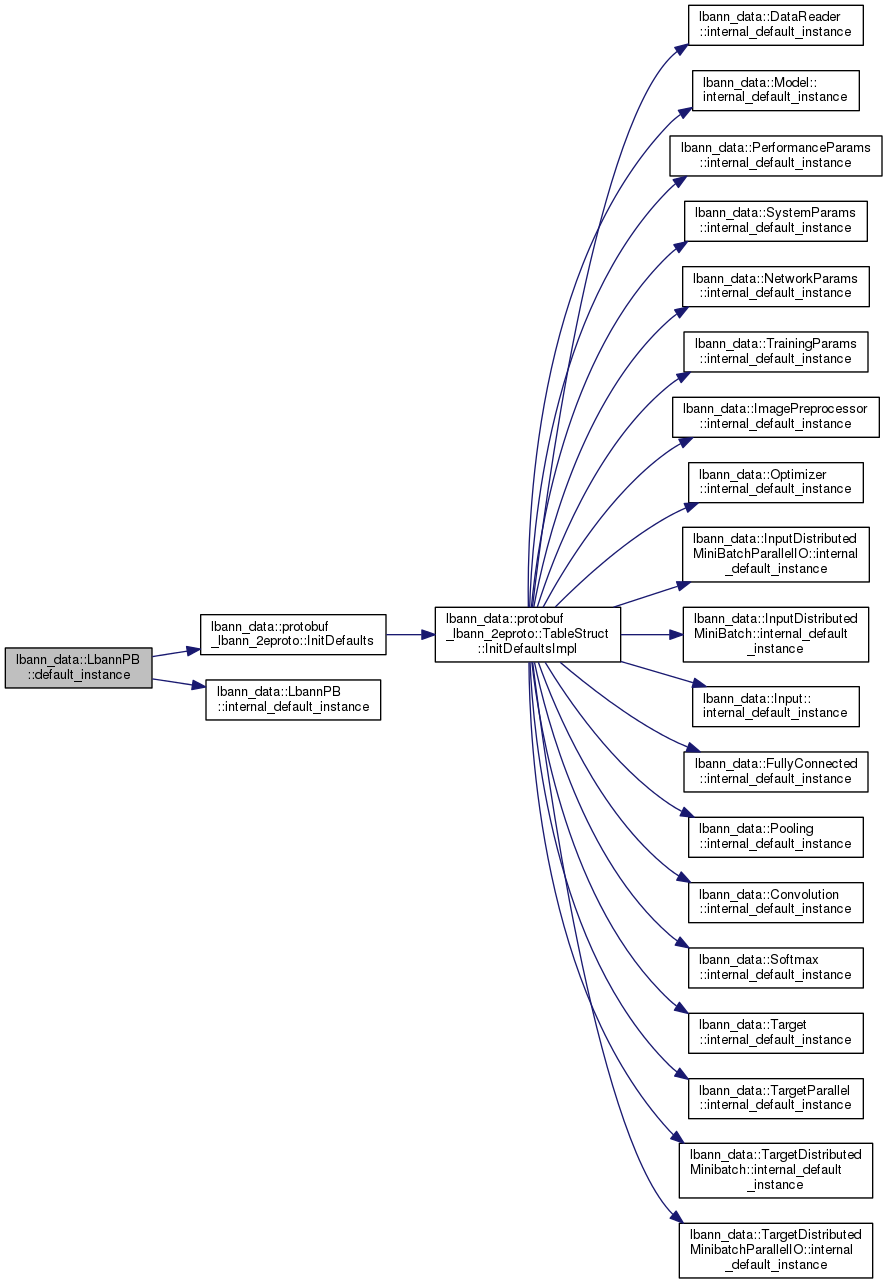 lbann_data::LbannPB
::default_instance
lbann_data::protobuf
_lbann_2eproto::InitDefaults
lbann_data::LbannPB
::internal_default_instance
lbann_data::protobuf
_lbann_2eproto::TableStruct
::InitDefaultsImpl
lbann_data::DataReader
::internal_default_instance
lbann_data::Model::
internal_default_instance
lbann_data::PerformanceParams
::internal_default_instance
lbann_data::SystemParams
::internal_default_instance
lbann_data::NetworkParams
::internal_default_instance
lbann_data::TrainingParams
::internal_default_instance
lbann_data::ImagePreprocessor
::internal_default_instance
lbann_data::Optimizer
::internal_default_instance
lbann_data::InputDistributed
MiniBatchParallelIO::internal
_default_instance
lbann_data::InputDistributed
MiniBatch::internal_default
_instance
lbann_data::Input::
internal_default_instance
lbann_data::FullyConnected
::internal_default_instance
lbann_data::Pooling
::internal_default_instance
lbann_data::Convolution
::internal_default_instance
lbann_data::Softmax
::internal_default_instance
lbann_data::Target
::internal_default_instance
lbann_data::TargetParallel
::internal_default_instance
lbann_data::TargetDistributed
Minibatch::internal_default
_instance
lbann_data::TargetDistributed
MinibatchParallelIO::internal
_default_instance